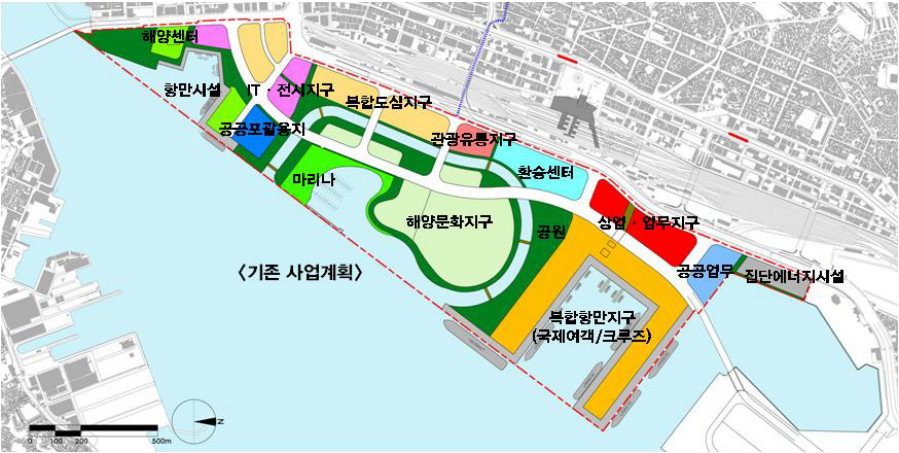 해양센터
항만시설
IT · 전시지구
복합도심지구
공공포괄용지
관광유통지구
마리나
환승센터
해양문화지구
공원
상업 · 업무지구
<기존 사업계획>
공공업무
집단에너지시설
복합항만지구
(국제여객/크루즈)
N
0 100 200 500m